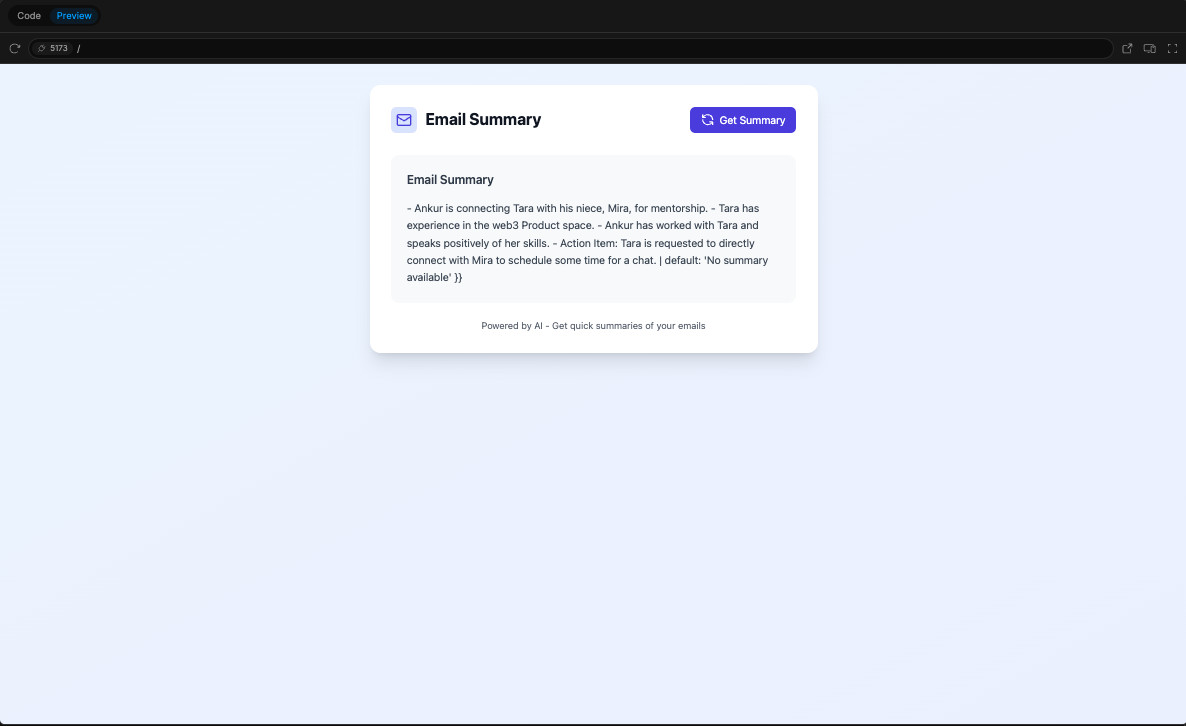 Code Preview
5173 /
Email Summary
Get Summary
Email Summary
- Ankur is connecting Tara with his niece, Mira, for mentorship. - Tara has
experience in the web3 Product space. - Ankur has worked with Tara and
speaks positively of her skills. - Action Item: Tara is requested to directly
connect with Mira to schedule some time for a chat. | default: 'No summary
available' }}
Powered by AI - Get quick summaries of your emails